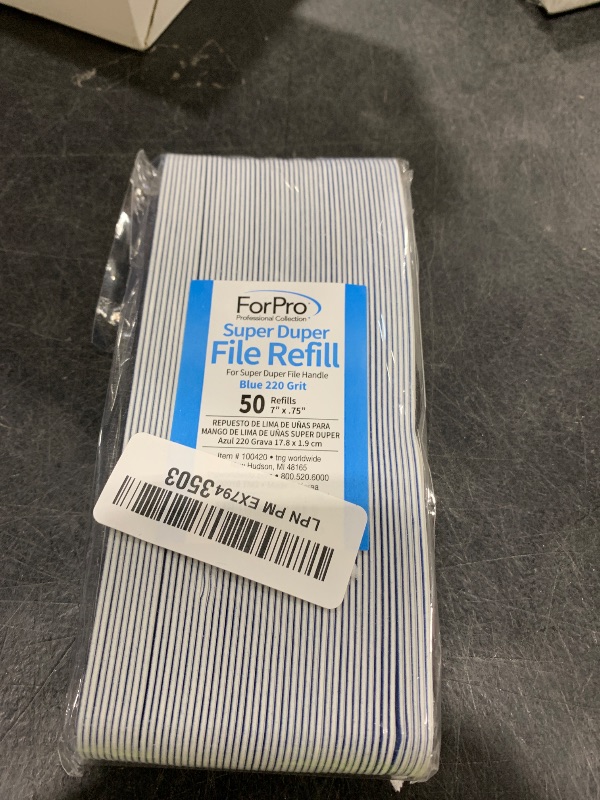 ForPro
Professional Collection
Super Duper
File Refill
For Super Duper File Handle
Blue 220 Grit
50 Refills
7" x .75"
REPUESTO DE LIMA DE UÑAS PARA
MANGO DE LIMA DE UÑAS SUPER DUPER
Azul 220 Grava 17.8 x 1.9 cm
Item # 100420 • tng worldwide
Hudson, MI 48165
• 800.520.6000
LPN PM EX7943503